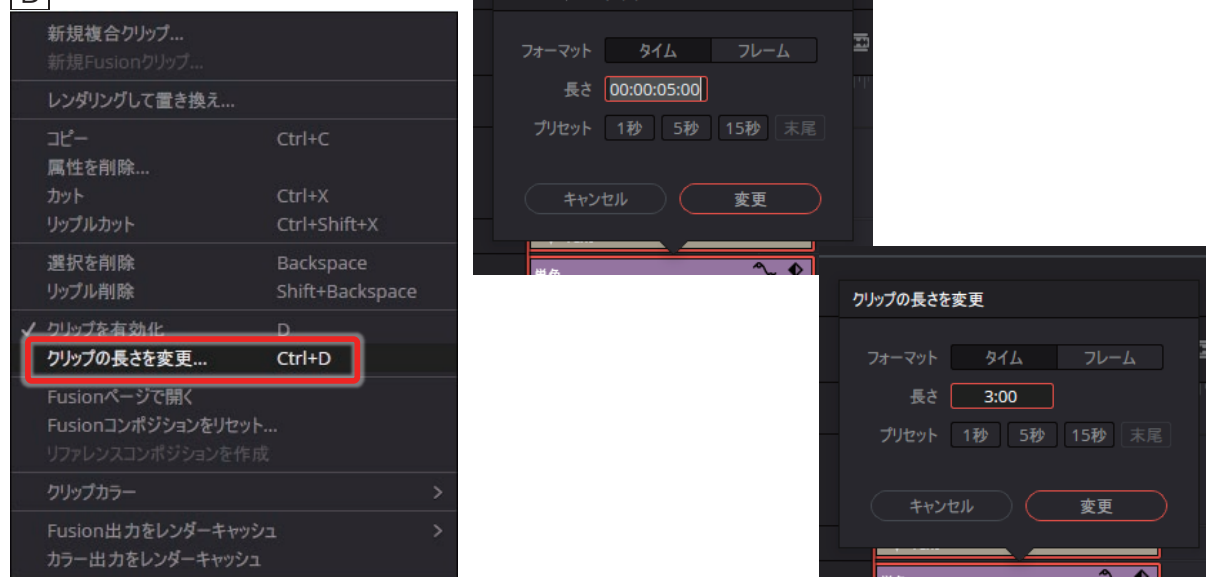 新規複合クリップ...
新規Fusionクリップ...
レンダリングして置き換え...
コピー Ctrl+C
属性を削除...
カット Ctrl+X
リップルカット Ctrl+Shift+X
選択を削除 Backspace
リップル削除 Shift+Backspace
✓ クリップを有効化 D
クリップの長さを変更... Ctrl+D
Fusionページで開く
Fusionコンポジションをリセット...
リファレンスコンポジションを作成
クリップカラー >
Fusion出力をレンダーキャッシュ >
カラー出力をレンダーキャッシュ
フォーマット タイム フレーム
長さ 00:00:05:00
プリセット 1秒 5秒 15秒 末尾
キャンセル 変更
単色
クリップの長さを変更
フォーマット タイム フレーム
長さ 3:00
プリセット 1秒 5秒 15秒 末尾
キャンセル 変更